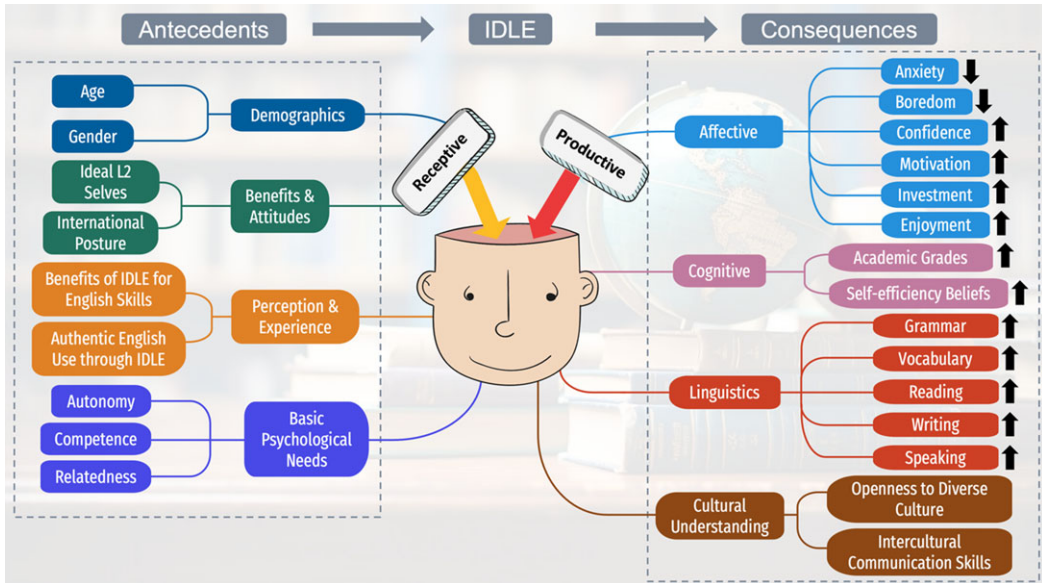 Antecedents
IDLE
Consequences
Age
Gender
Demographics
Ideal L2
Selves
International
Posture
Benefits &
Attitudes
Benefits of IDLE for
English Skills
Authentic English
Use through IDLE
Perception &
Experience
Autonomy
Competence
Relatedness
Basic
Psychological
Needs
Receptive
Productive
Affective
Anxiety
Boredom
Confidence
Motivation
Investment
Enjoyment
Cognitive
Academic Grades
Self-efficiency Beliefs
Linguistics
Grammar
Vocabulary
Reading
Writing
Speaking
Cultural
Understanding
Openness to Diverse
Culture
Intercultural
Communication Skills